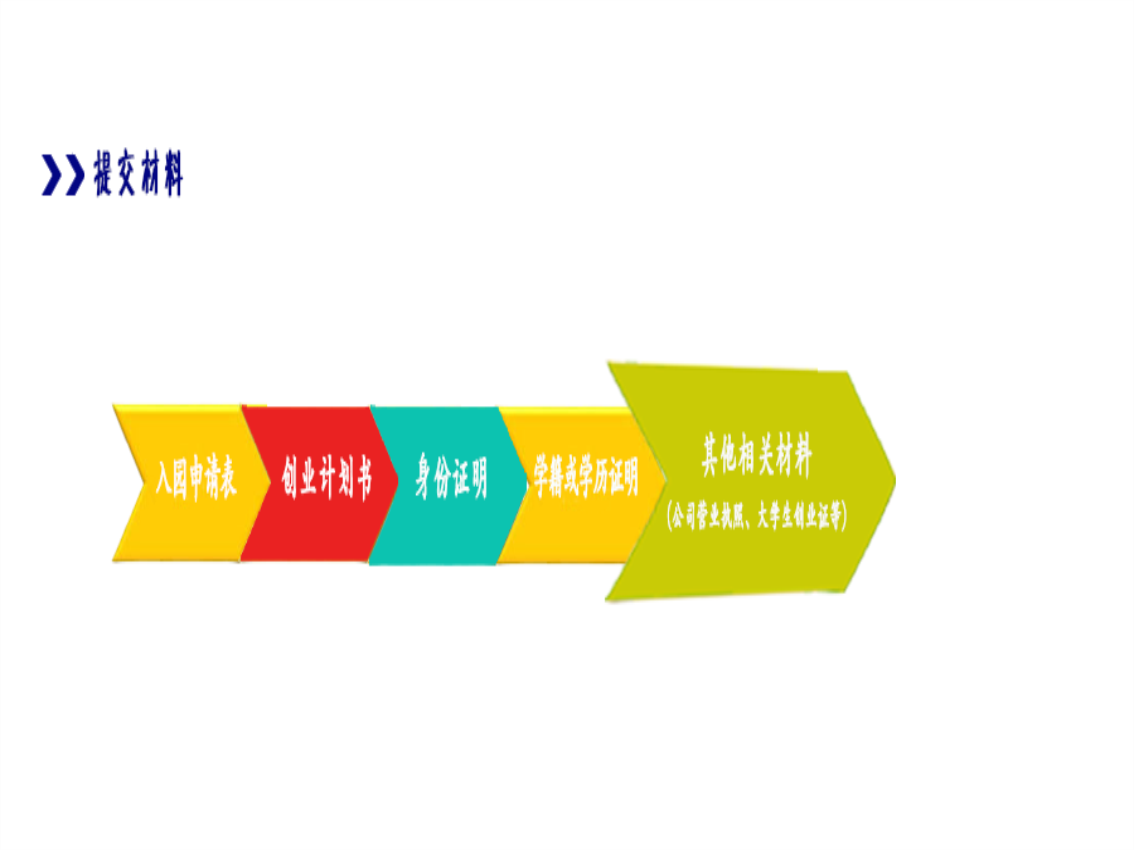 提交材料
入园申请表
创业计划书
身份证明
学籍或学历证明
其他相关材料
(公司营业执照、大学生创业证等)